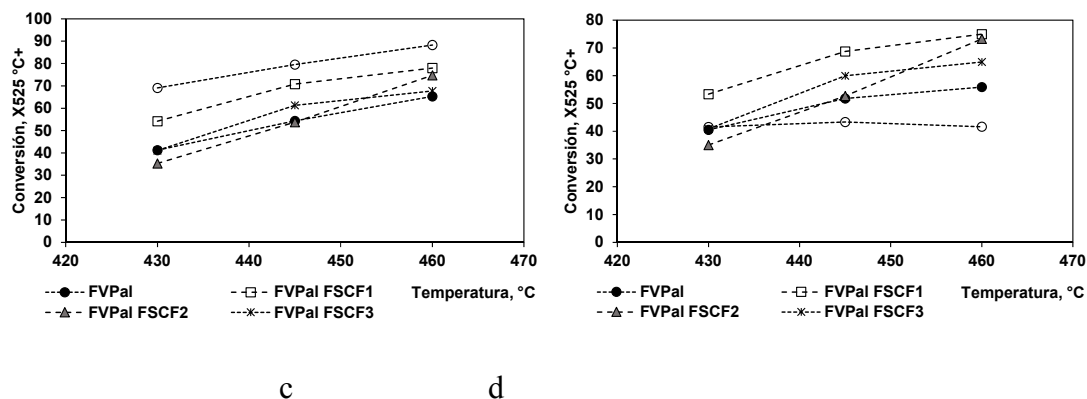 Conversión, X525 °C+
100
90
80
70
60
50
40
30
20
10
0
420 430 440 450 460 470
FVPal FVPal FSCF1 Temperatura, °C
FVPal FSCF2 FVPal FSCF3
Conversión, X525 °C+
80
70
60
50
40
30
20
10
0
420 430 440 450 460 470
FVPal FVPal FSCF1 Temperatura, °C
FVPal FSCF2 FVPal FSCF3
c d